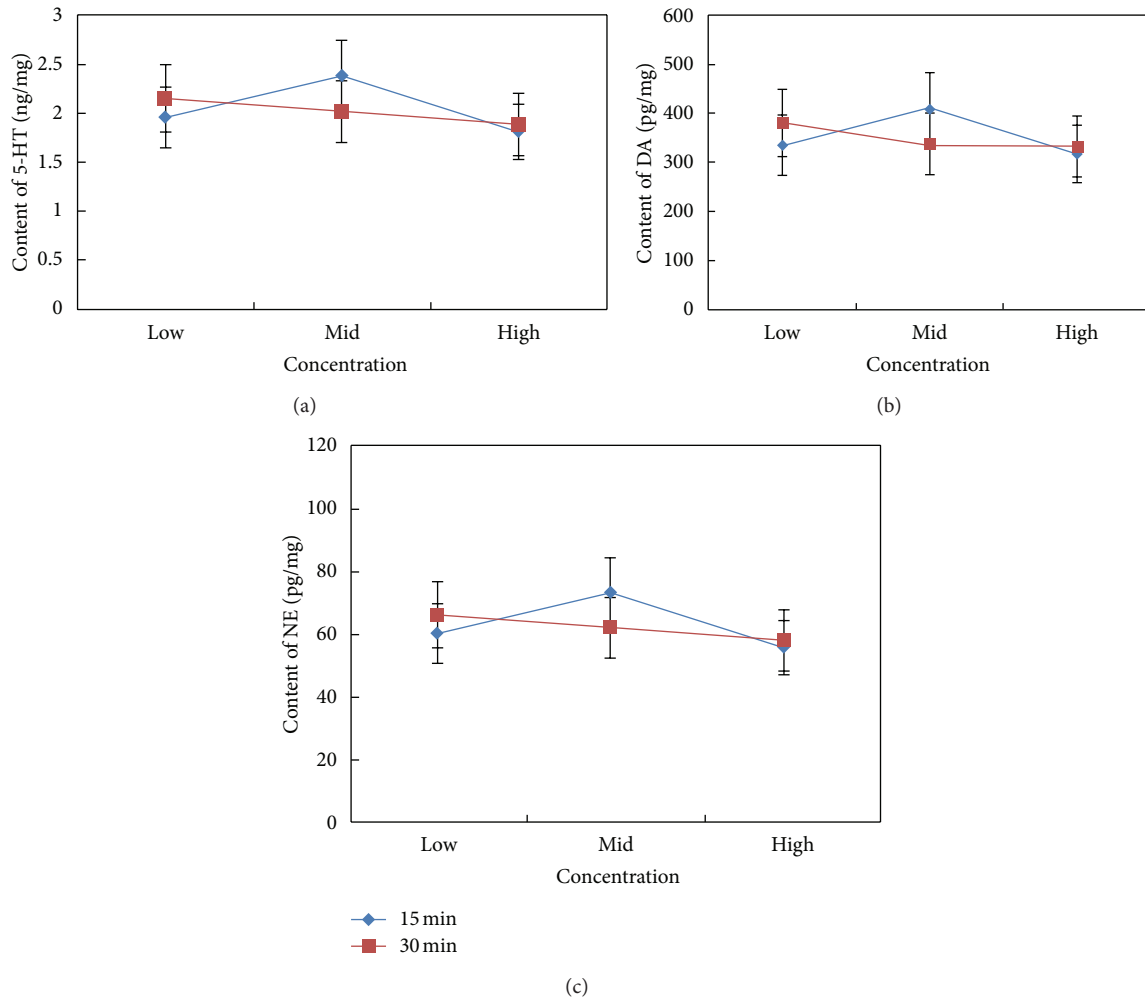 3
2.5
2
1.5
1
0.5
0
Content of 5-HT (ng/mg)
Low Mid High
Concentration
(a)
600
500
400
300
200
100
0
Content of DA (pg/mg)
Low Mid High
Concentration
(b)
120
100
80
60
40
20
0
Content of NE (pg/mg)
Low Mid High
Concentration
15 min
30 min
(c)